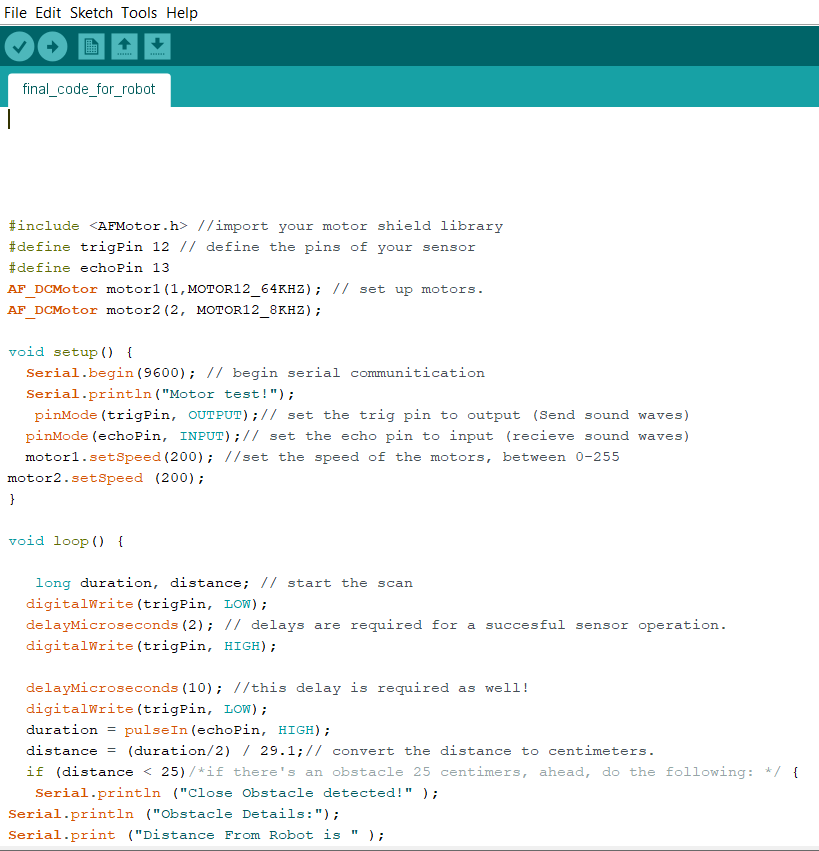 File Edit Sketch Tools Help
final_code_for_robot
#include <AFMotor.h> //import your motor shield library
#define trigPin 12 // define the pins of your sensor
#define echoPin 13
AF_DCMotor motor1(1,MOTOR12_64KHZ); // set up motors.
AF_DCMotor motor2(2, MOTOR12_8KHZ);
void setup() {
Serial.begin(9600); // begin serial communitication
Serial.println("Motor test!");
pinMode(trigPin, OUTPUT);// set the trig pin to output (Send sound waves)
pinMode(echoPin, INPUT);// set the echo pin to input (recieve sound waves)
motor1.setSpeed(200); //set the speed of the motors, between 0-255
motor2.setSpeed (200);
}
void loop() {
long duration, distance; // start the scan
digitalWrite(trigPin, LOW);
delayMicroseconds(2); // delays are required for a succesful sensor operation.
digitalWrite(trigPin, HIGH);
delayMicroseconds(10); //this delay is required as well!
digitalWrite(trigPin, LOW);
duration = pulseIn(echoPin, HIGH);
distance = (duration/2) / 29.1;// convert the distance to centimeters.
if (distance < 25)/*if there's an obstacle 25 centimers, ahead, do the following: */ {
Serial.println ("Close Obstacle detected!" );
Serial.println ("Obstacle Details:");
Serial.print ("Distance From Robot is " );